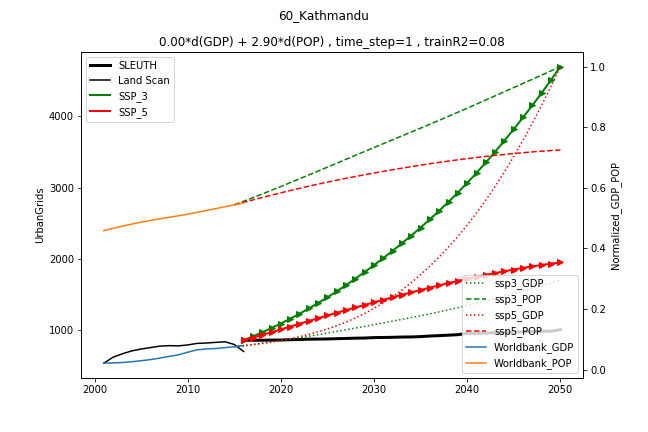 60_Kathmandu
0.00*d(GDP) + 2.90*d(POP) , time_step=1 , trainR2=0.08
SLEUTH
Land Scan
SSP_3
SSP_5
UrbanGrids
4000
3000
2000
1000
Normalized_GDP_POP
1.0
0.8
0.6
0.4
0.2
0.0
ssp3_GDP
ssp3_POP
ssp5_GDP
ssp5_POP
Worldbank_GDP
Worldbank_POP
2000 2010 2020 2030 2040 2050